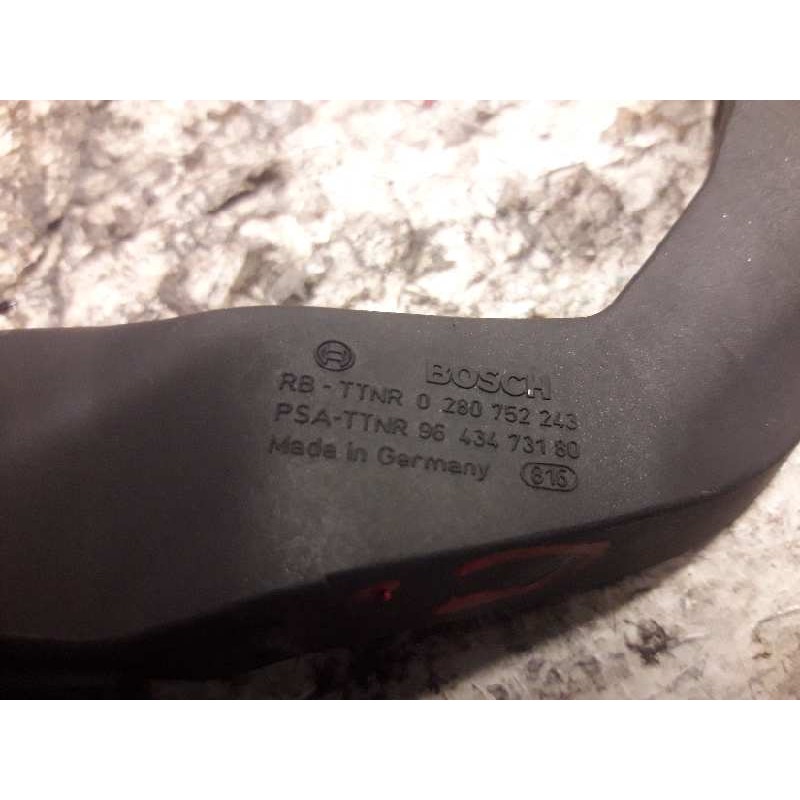 BOSCH
RB - TTNR 0 280 752 243
PSA-TTNR 96 434 731 80
Made in Germany 816